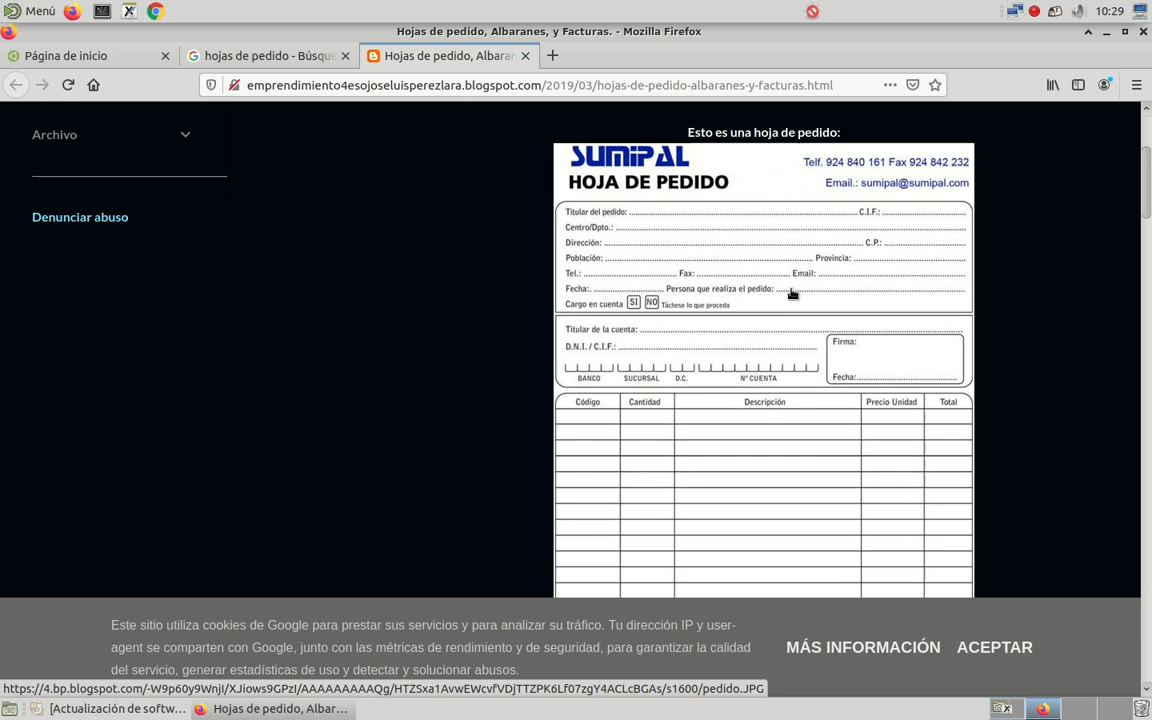 Menú 10:29
Hojas de pedido, Albaranes, y Facturas. - Mozilla Firefox
Página de inicio hojas de pedido - Búsque Hojas de pedido, Albaran
emprendimiento4esojoseluisperezlara.blogspot.com/2019/03/hojas-de-pedido-albaranes-y-facturas.html
Archivo
Denunciar abuso
Esto es una hoja de pedido:
SUMIPAL Telf. 924 840 161 Fax 924 842 232
HOJA DE PEDIDO Email.: sumipal@sumipal.com
Titular del pedido: C.I.F.:
Centro/Dpto.:
Dirección: C.P.:
Población: Provincia:
Tel.: Fax: Email:
Fecha:. Persona que realiza el pedido:
Cargo en cuenta SI NO Táchese lo que proceda
Titular de la cuenta:
D.N.I. / C.I.F.: Firma:
Fecha:
BANCO SUCURSAL D.C. Nº CUENTA
Código Cantidad Descripción Precio Unidad Total
Este sitio utiliza cookies de Google para prestar sus servicios y para analizar su tráfico. Tu dirección IP y user-
agent se comparten con Google, junto con las métricas de rendimiento y de seguridad, para garantizar la calidad
del servicio, generar estadísticas de uso y detectar y solucionar abusos.
MÁS INFORMACIÓN ACEPTAR
https://4.bp.blogspot.com/-W9p60y9WnjI/XJiows9GPzI/AAAAAAAAAQg/HTZSxa1AvwEWcvfVDjTTZPK6Lf07zgY4ACLcBGAs/s1600/pedido.JPG
[Actualización de softw... Hojas de pedido, Albar...